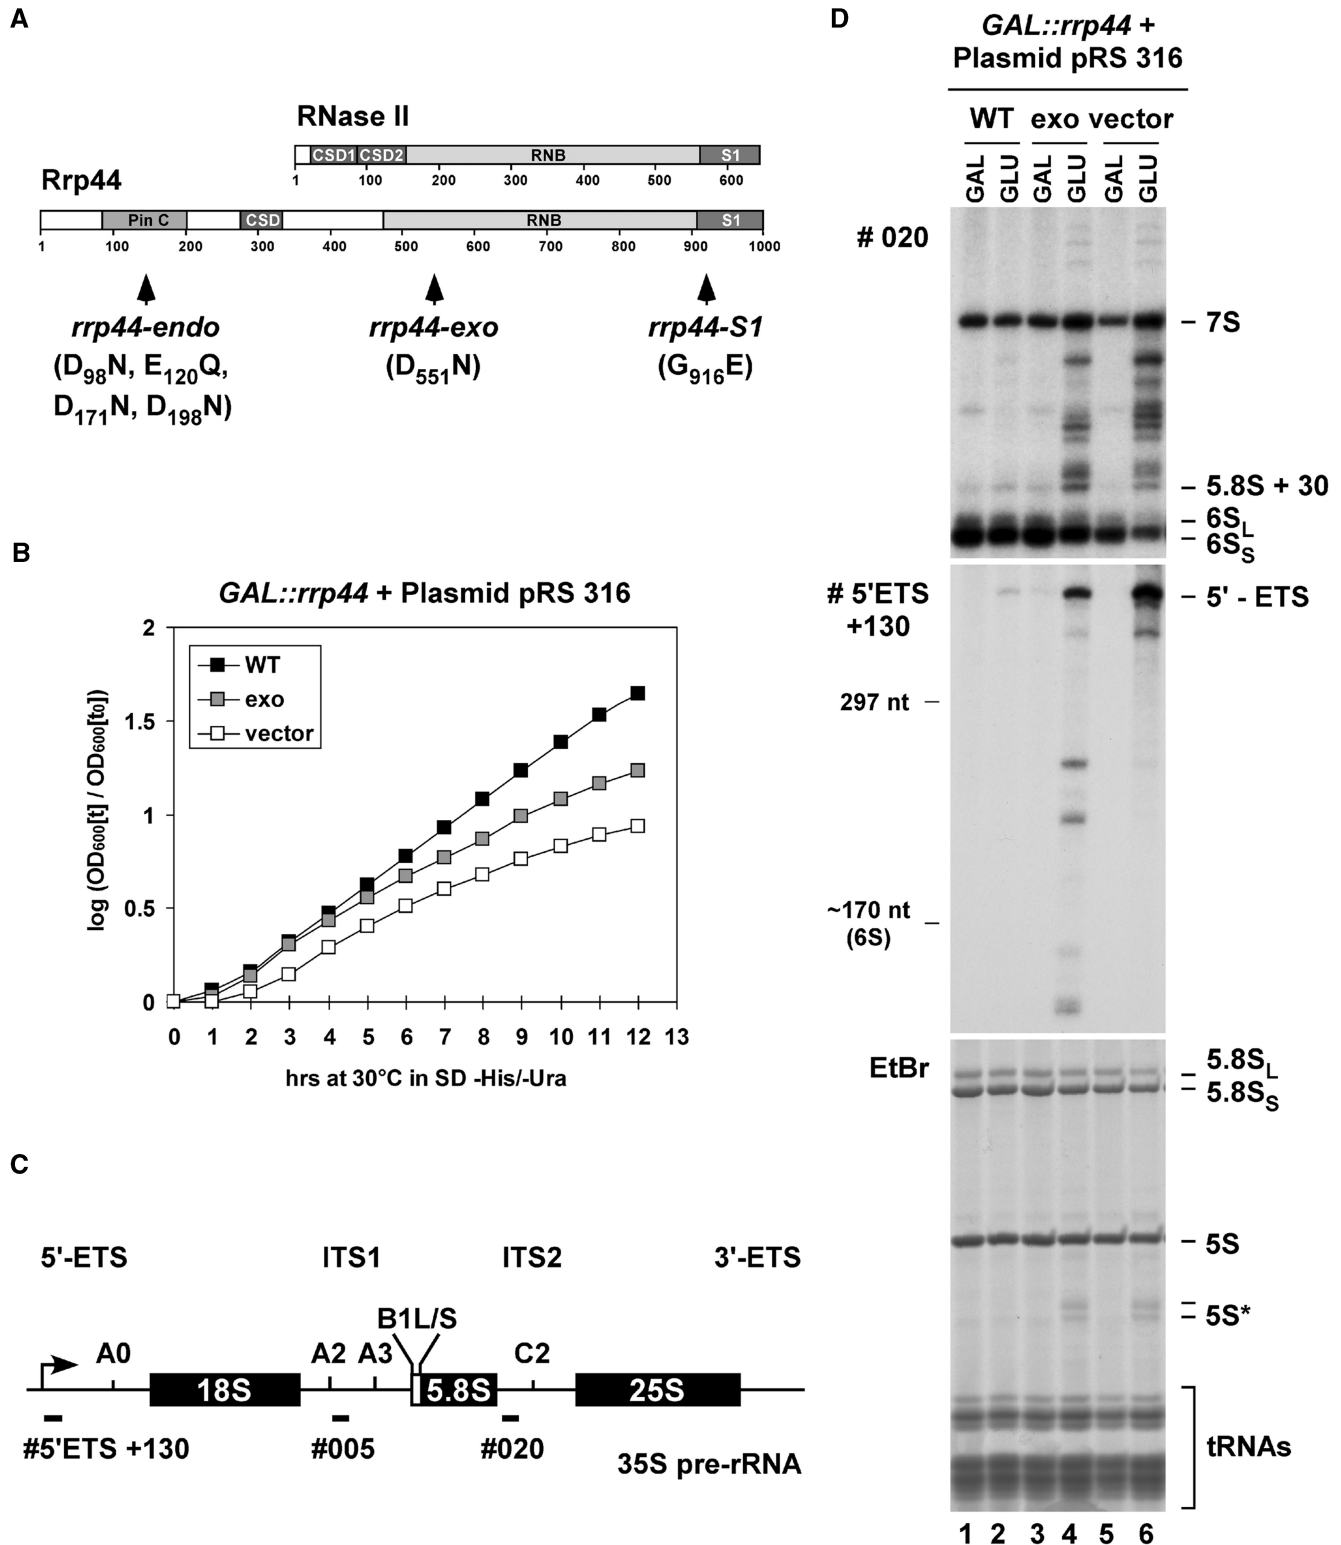 A
RNase II
CSD1 CSD2 RNB S1
1 100 200 300 400 500 600
Rrp44
Pin C CSD RNB S1
1 100 200 300 400 500 600 700 800 900 1000
rrp44-endo
(D98N, E120Q,
D171N, D198N)
rrp44-exo
(D551N)
rrp44-S1
(G916E)
B
GAL::rrp44 + Plasmid pRS 316
WT
exo
vector
log (OD600[t] / OD600[t0])
2
1.5
1
0.5
0
0 1 2 3 4 5 6 7 8 9 10 11 12 13
hrs at 30°C in SD -His/-Ura
C
5'-ETS ITS1 ITS2 3'-ETS
B1L/S
A0 A2 A3 C2
18S 5.8S 25S
#5'ETS +130 #005 #020
35S pre-rRNA
D
GAL::rrp44 +
Plasmid pRS 316
WT exo vector
GAL GLU GAL GLU GAL GLU
# 020
7S
5.8S + 30
6SL
6SS
# 5'ETS
+130
5' - ETS
297 nt
~170 nt
(6S)
EtBr
5.8SL
5.8SS
5S
5S*
tRNAs
1 2 3 4 5 6